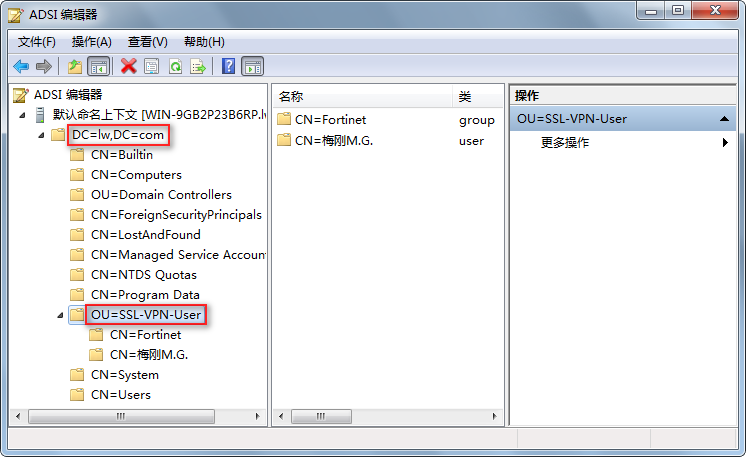 ADSI 编辑器
文件(F) 操作(A) 查看(V) 帮助(H)
ADSI 编辑器
默认命名上下文 [WIN-9GB2P23B6RP.lw
DC=lw,DC=com
CN=Builtin
CN=Computers
OU=Domain Controllers
CN=ForeignSecurityPrincipals
CN=LostAndFound
CN=Managed Service Accoun
CN=NTDS Quotas
CN=Program Data
OU=SSL-VPN-User
CN=Fortinet
CN=梅刚M.G.
CN=System
CN=Users
名称 类
CN=Fortinet group
CN=梅刚M.G. user
操作
OU=SSL-VPN-User
更多操作